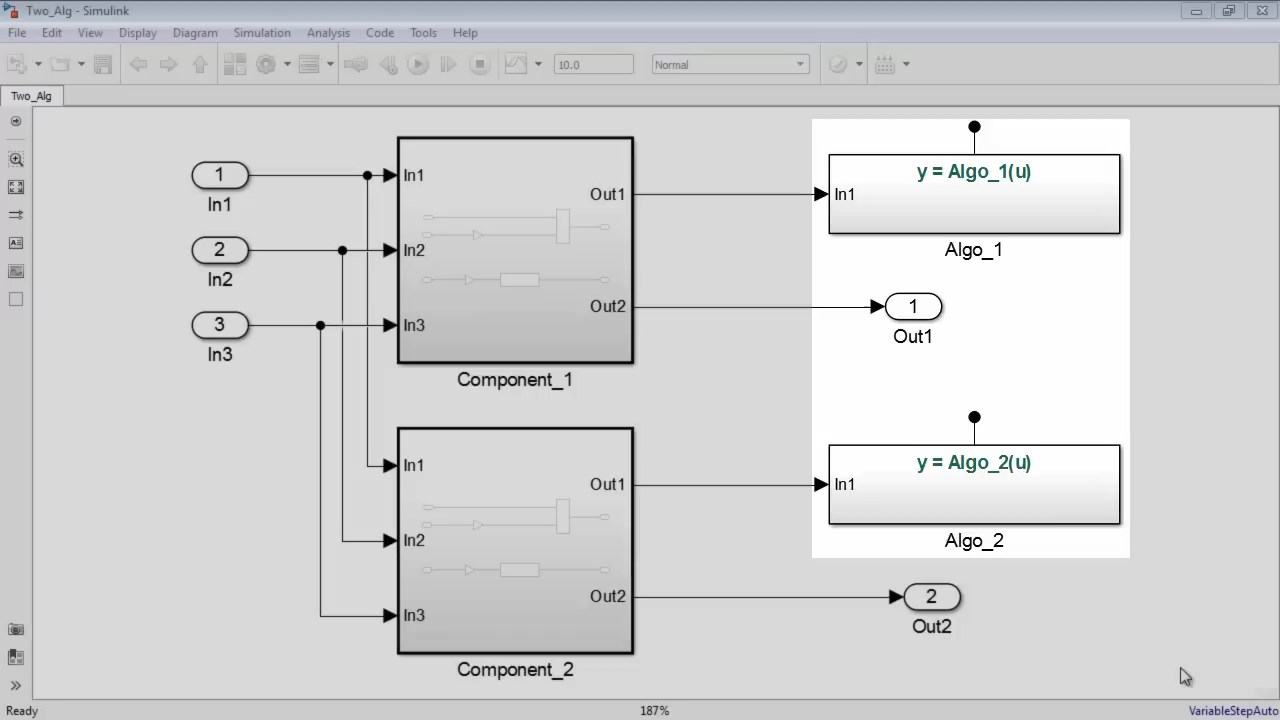 Two_Alg - Simulink
File Edit View Display Diagram Simulation Analysis Code Tools Help
10.0 Normal
Two_Alg
1
In1
2
In2
3
In3
In1
In2
In3
Out1
Out2
Component_1
In1
In2
In3
Out1
Out2
Component_2
y = Algo_1(u)
In1
Algo_1
1
Out1
y = Algo_2(u)
In1
Algo_2
2
Out2
Ready 187% VariableStepAuto